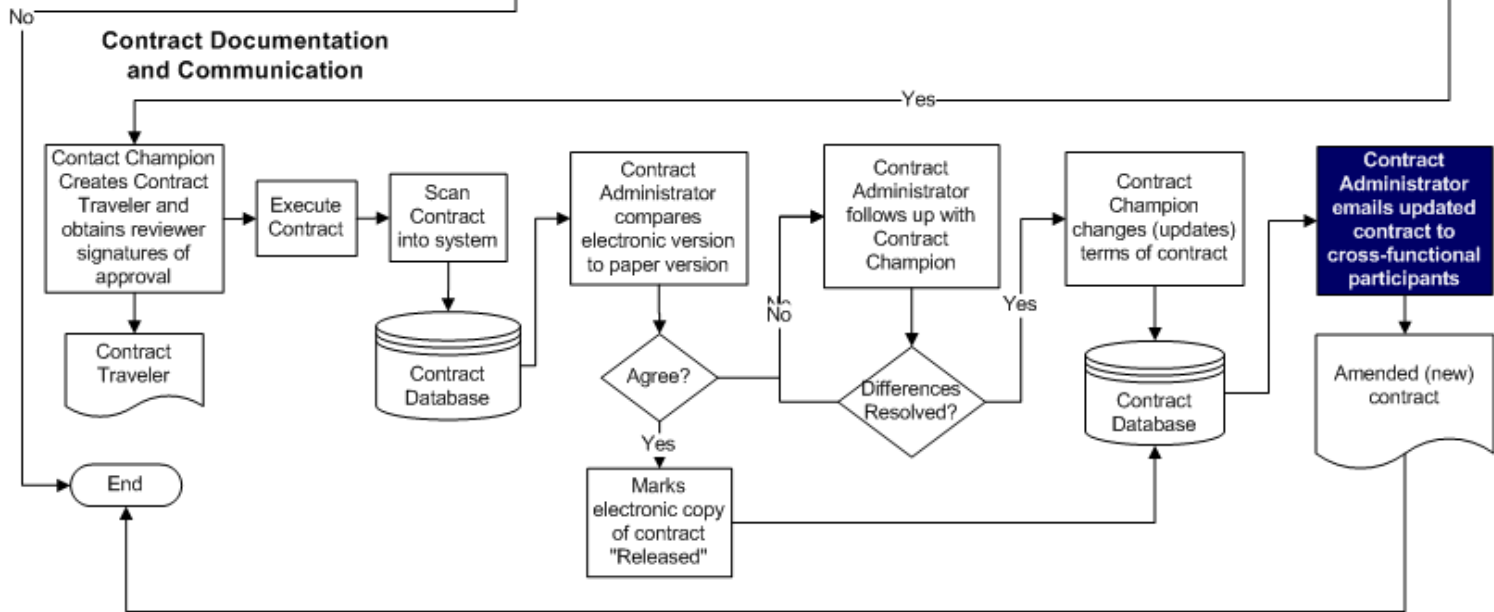 No
Contract Documentation
and Communication
Yes
Contact Champion
Creates Contract
Traveler and
obtains reviewer
signatures of
approval
Execute
Contract
Scan
Contract
into system
Contract
Administrator
compares
electronic version
to paper version
Contract
Administrator
follows up with
Contract
Champion
Contract
Champion
changes (updates)
terms of contract
Contract
Administrator
emails updated
contract to
cross-functional
participants
No
No
Yes
Contract
Traveler
Contract
Database
Agree?
Differences
Resolved?
Contract
Database
Amended (new)
contract
Yes
End
Marks
electronic copy
of contract
"Released"